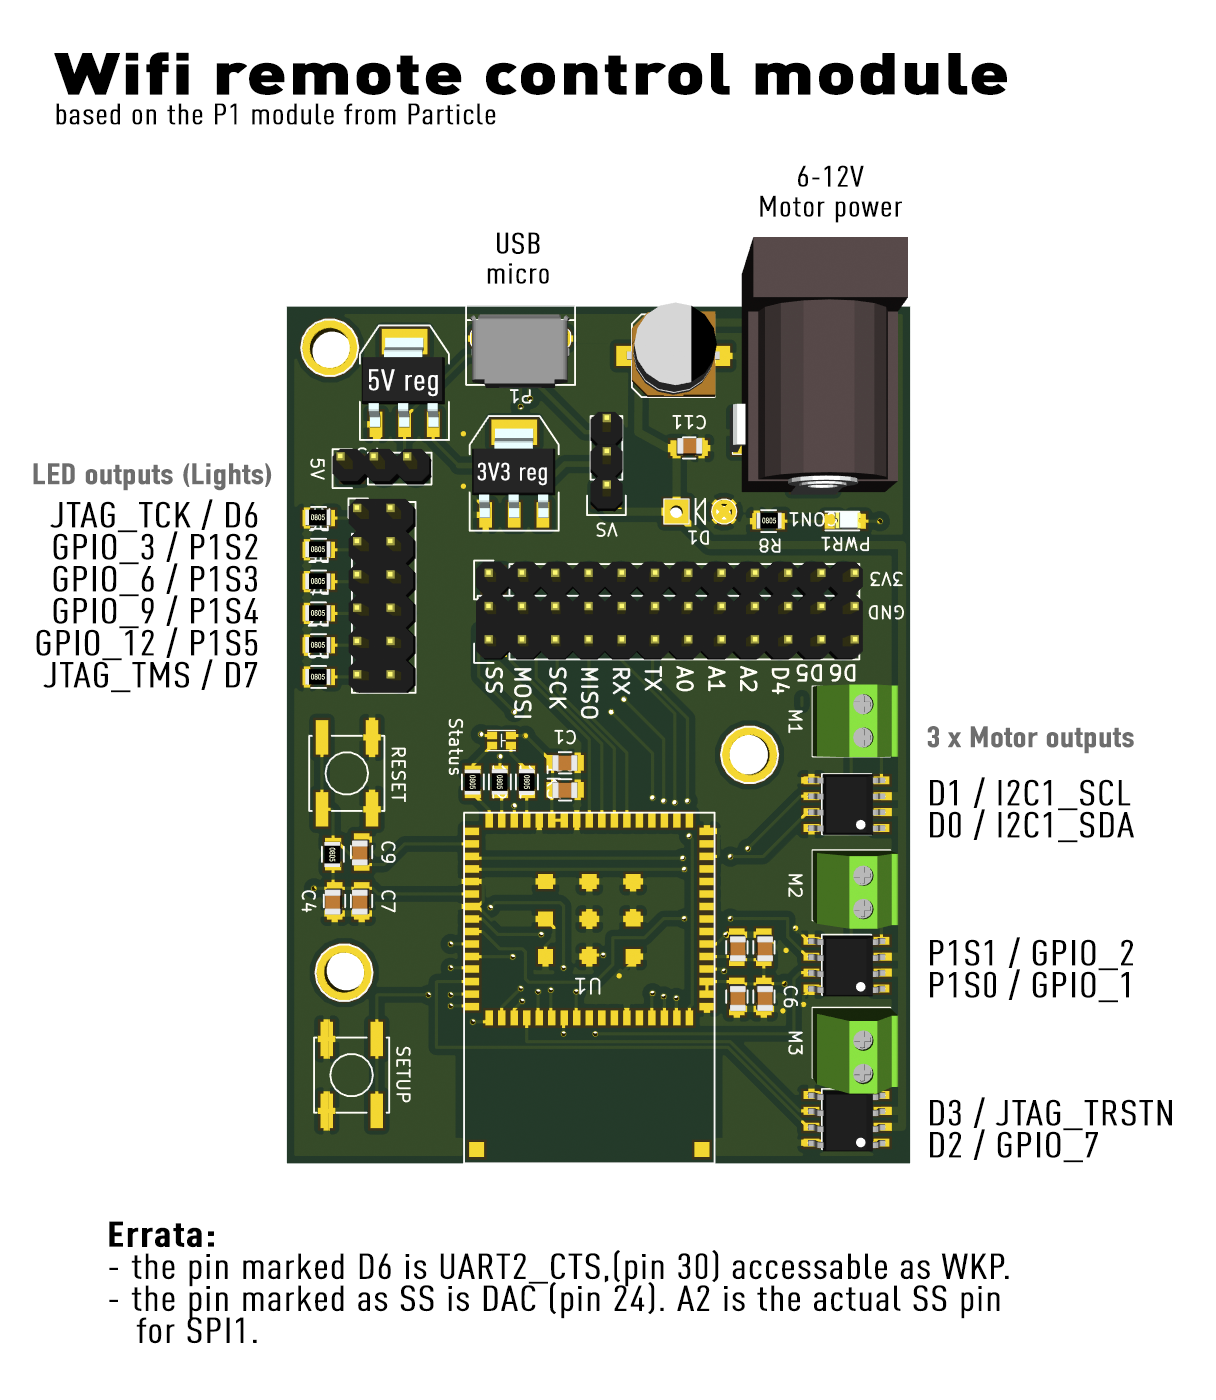 Wifi remote control module
based on the P1 module from Particle
6-12V
Motor power
USB
micro
5V reg
P1
C11
3V3 reg
5V
VS
D1
R8
CON1
PWR1
LED outputs (Lights)
JTAG_TCK / D6
GPIO_3 / P1S2
GPIO_6 / P1S3
GPIO_9 / P1S4
GPIO_12 / P1S5
JTAG_TMS / D7
0805
0805
0805
0805
0805
0805
0805
3V3
GND
SS MOSI SCK MISO RX TX A0 A1 A2 D4 D5 D6
M1
Status
C1
0805
0805
0805
RESET
3 x Motor outputs
D1 / I2C1_SCL
D0 / I2C1_SDA
0805
C9
C4
C7
M2
P1S1 / GPIO_2
P1S0 / GPIO_1
U1
C6
M3
SETUP
D3 / JTAG_TRSTN
D2 / GPIO_7
Errata:
- the pin marked D6 is UART2_CTS,(pin 30) accessable as WKP.
- the pin marked as SS is DAC (pin 24). A2 is the actual SS pin
for SPI1.